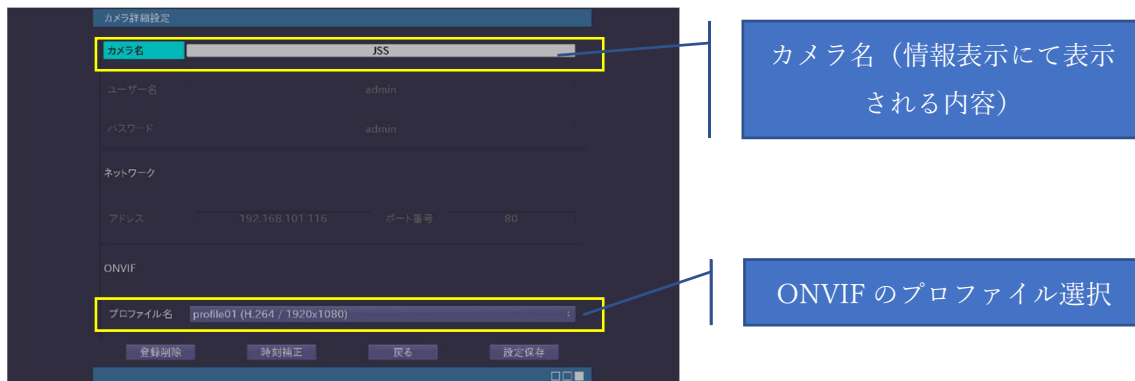 カメラ詳細設定
カメラ名 JSS
ユーザー名 admin
パスワード admin
ネットワーク
アドレス 192.168.101.116 ポート番号 80
ONVIF
プロファイル名 profile01 (H.264 / 1920x1080)
登録削除 時刻補正 戻る 設定保存
カメラ名（情報表示にて表示
される内容）
ONVIF のプロファイル選択